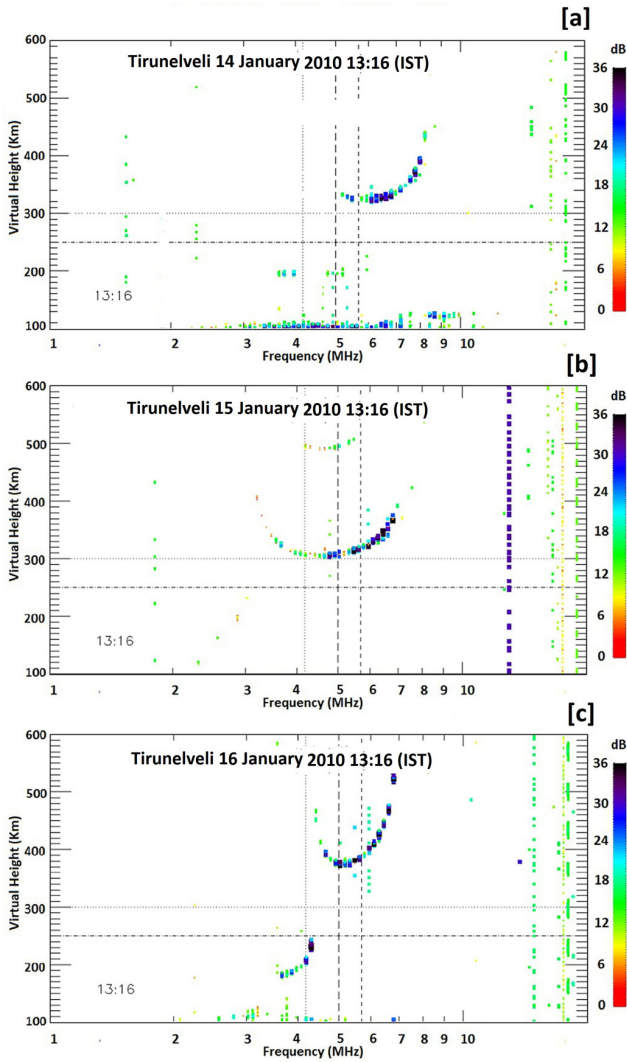 [a]
Tirunelveli 14 January 2010 13:16 (IST)
dB
600
500
400
300
200
100
Virtual Height (Km)
13:16
1 2 3 4 5 6 7 8 10
Frequency (MHz)
36
30
24
18
12
6
0
[b]
Tirunelveli 15 January 2010 13:16 (IST)
dB
600
500
400
300
200
100
Virtual Height (Km)
13:16
1 2 3 4 5 6 7 8 10
Frequency (MHz)
36
30
24
18
12
6
0
[c]
Tirunelveli 16 January 2010 13:16 (IST)
dB
600
500
400
300
200
100
Virtual Height (Km)
13:16
1 2 3 4 5 6 7 8 10
Frequency (MHz)
36
30
24
18
12
6
0